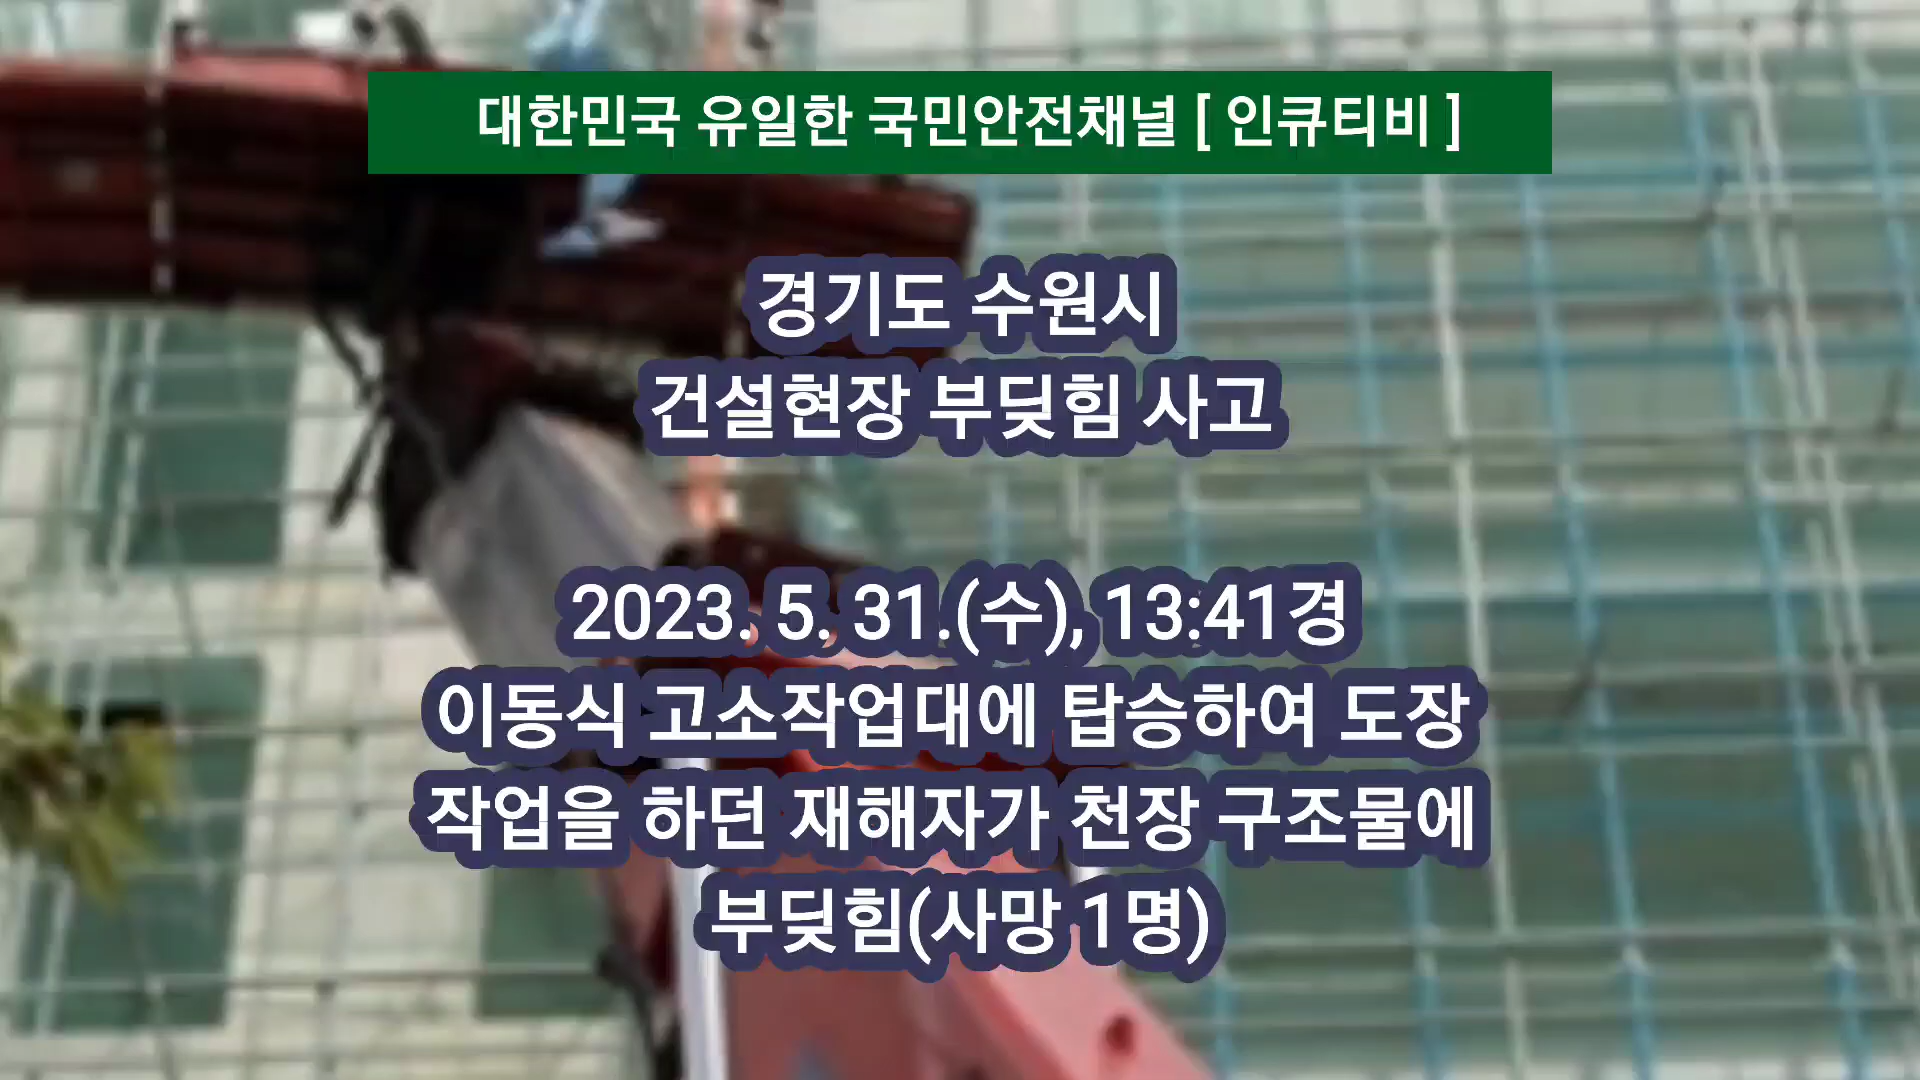 대한민국 유일한 국민안전채널 [ 인큐티비 ]
경기도 수원시
건설현장 부딪힘 사고
2023. 5. 31.(수), 13:41경
이동식 고소작업대에 탑승하여 도장
작업을 하던 재해자가 천장 구조물에
부딪힘(사망 1명)